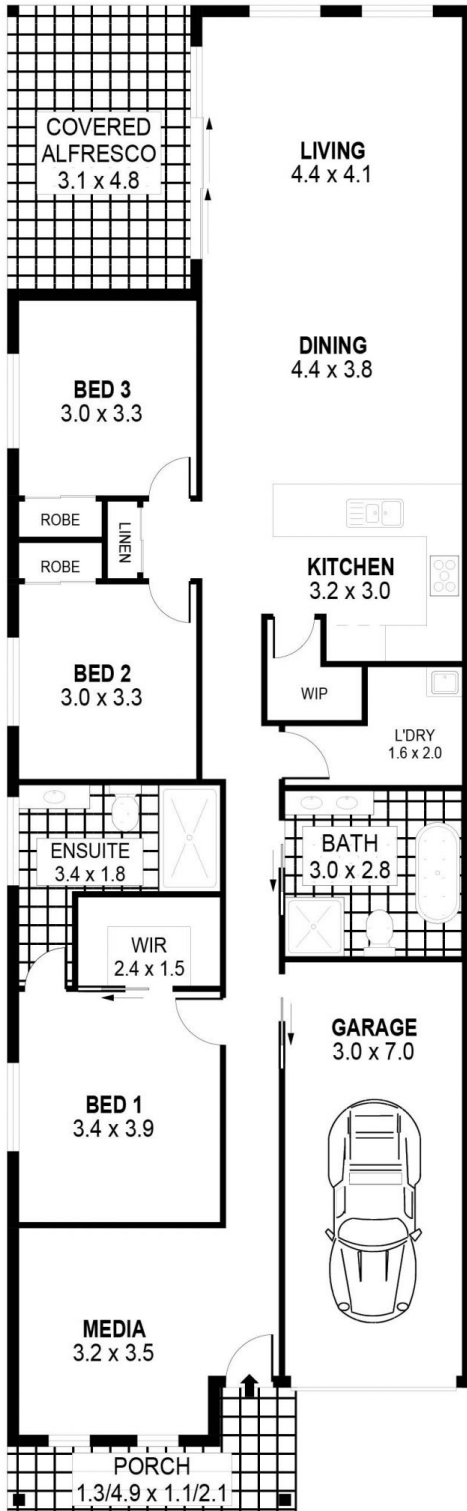 COVERED
ALFRESCO
3.1 x 4.8
LIVING
4.4 x 4.1
DINING
4.4 x 3.8
BED 3
3.0 x 3.3
ROBE
LINEN
ROBE
KITCHEN
3.2 x 3.0
BED 2
3.0 x 3.3
WIP
L'DRY
1.6 x 2.0
ENSUITE
3.4 x 1.8
BATH
3.0 x 2.8
WIR
2.4 x 1.5
GARAGE
3.0 x 7.0
BED 1
3.4 x 3.9
MEDIA
3.2 x 3.5
PORCH
1.3/4.9 x 1.1/2.1